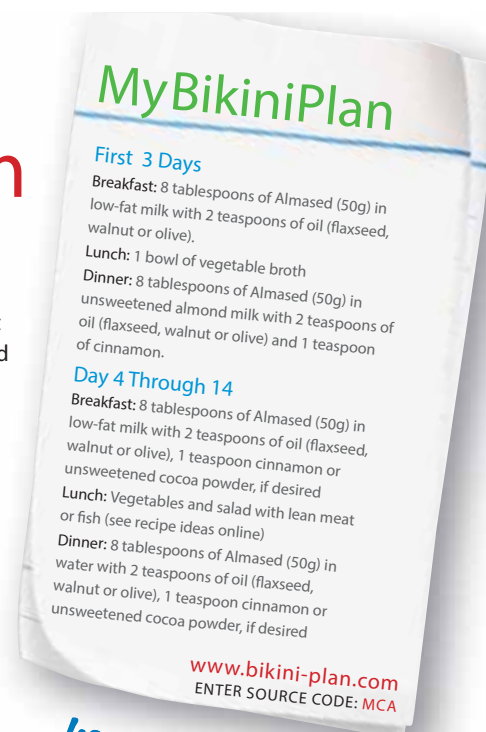 MyBikiniPlan
First 3 Days
Breakfast: 8 tablespoons of Almased (50g) in
low-fat milk with 2 teaspoons of oil (flaxseed,
walnut or olive).
Lunch: 1 bowl of vegetable broth
Dinner: 8 tablespoons of Almased (50g) in
unsweetened almond milk with 2 teaspoons of
oil (flaxseed, walnut or olive) and 1 teaspoon
of cinnamon.
Day 4 Through 14
Breakfast: 8 tablespoons of Almased (50g) in
low-fat milk with 2 teaspoons of oil (flaxseed,
walnut or olive), 1 teaspoon cinnamon or
unsweetened cocoa powder, if desired
Lunch: Vegetables and salad with lean meat
or fish (see recipe ideas online)
Dinner: 8 tablespoons of Almased (50g) in
water with 2 teaspoons of oil (flaxseed,
walnut or olive), 1 teaspoon cinnamon or
unsweetened cocoa powder, if desired
www.bikini-plan.com
ENTER SOURCE CODE: MCA